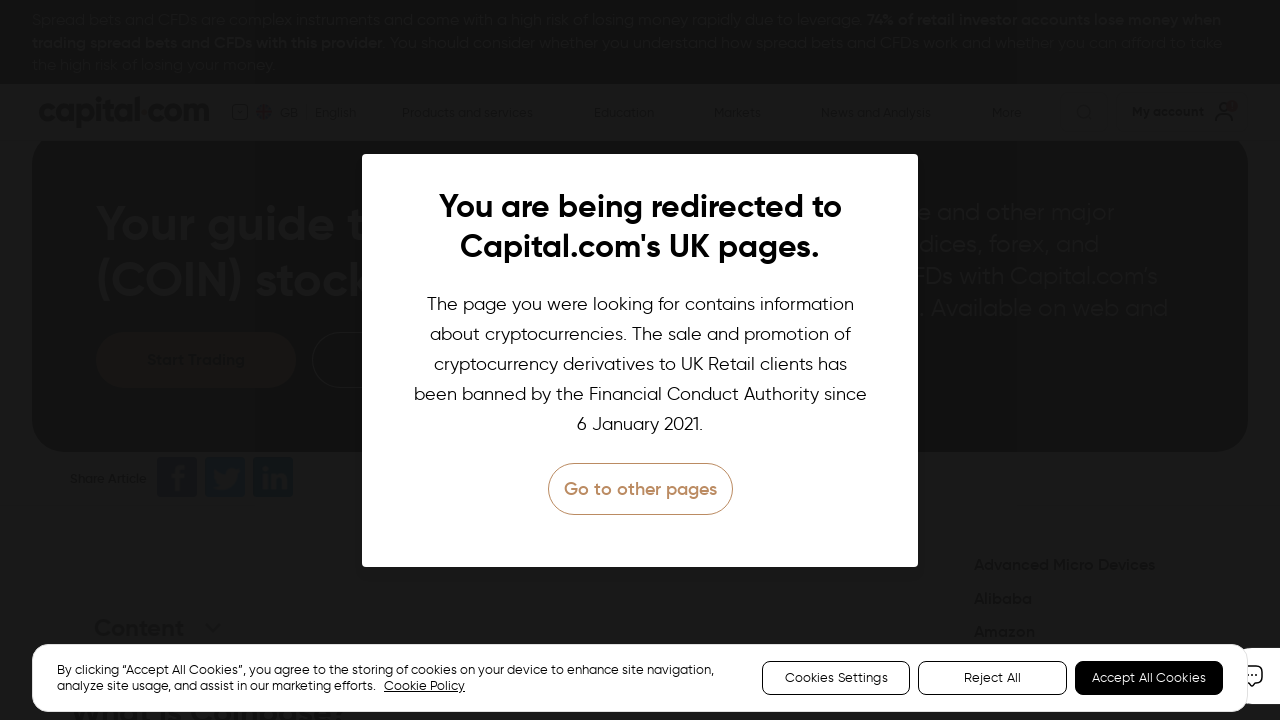 Spread bets and CFDs are complex instruments and come with a high risk of losing money rapidly due to leverage. 74% of retail investor accounts lose money when
trading spread bets and CFDs with this provider. You should consider whether you understand how spread bets and CFDs work and whether you can afford to take
the high risk of losing your money.
capital.com
GB English
Products and services
Education
Markets
News and Analysis
More
My account
Your guide t
(COIN) stock
e and other major
dices, forex, and
FDs with Capital.com's
. Available on web and
Start Trading
You are being redirected to
Capital.com's UK pages.
The page you were looking for contains information
about cryptocurrencies. The sale and promotion of
cryptocurrency derivatives to UK Retail clients has
been banned by the Financial Conduct Authority since
6 January 2021.
Go to other pages
Share Article
Advanced Micro Devices
Alibaba
Amazon
Content
By clicking “Accept All Cookies”, you agree to the storing of cookies on your device to enhance site navigation,
analyze site usage, and assist in our marketing efforts. Cookie Policy
Cookies Settings
Reject All
Accept All Cookies
What is Coinbase?